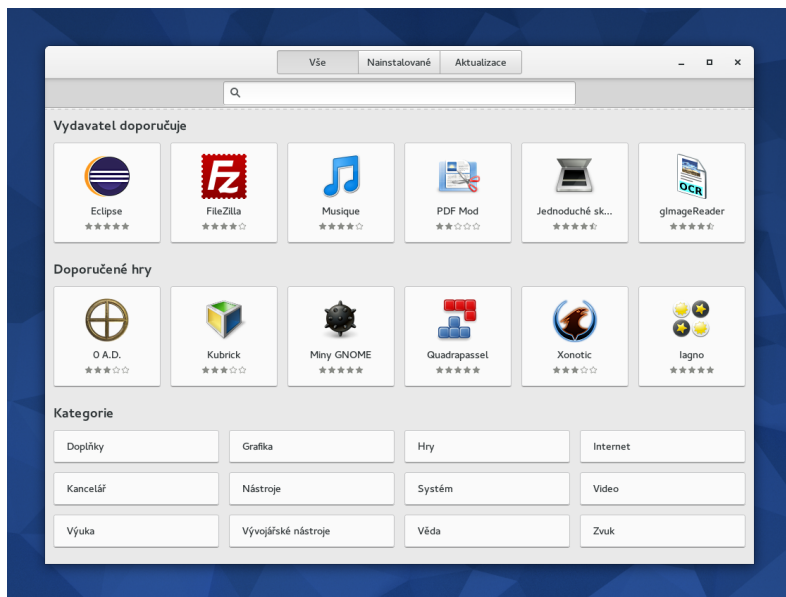 Vše Nainstalované Aktualizace
Vydavatel doporučuje
Eclipse FileZilla Musique PDF Mod Jednoduché sk... gImageReader
Doporučené hry
0 A.D. Kubrick Miny GNOME Quadrapassel Xonotic Iagno
Kategorie
Doplňky Grafika Hry Internet
Kancelář Nástroje Systém Video
Výuka Vývojářské nástroje Věda Zvuk
Fz
OCR